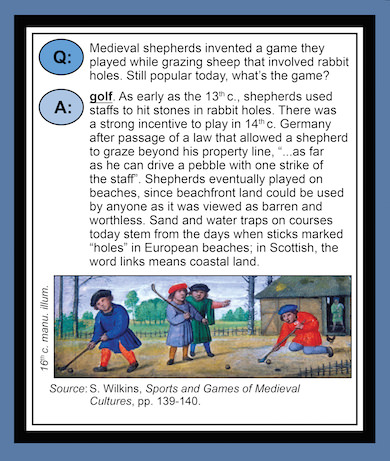 Q:
Medieval shepherds invented a game they
played while grazing sheep that involved rabbit
holes. Still popular today, what's the game?
A:
golf. As early as the 13th c., shepherds used
staffs to hit stones in rabbit holes. There was
a strong incentive to play in 14th c. Germany
after passage of a law that allowed a shepherd
to graze beyond his property line, “...as far
as he can drive a pebble with one strike of
the staff”. Shepherds eventually played on
beaches, since beachfront land could be used
by anyone as it was viewed as barren and
worthless. Sand and water traps on courses
today stem from the days when sticks marked
“holes” in European beaches; in Scottish, the
word links means coastal land.
16th c. manu. illum.
Source: S. Wilkins, Sports and Games of Medieval
Cultures, pp. 139-140.